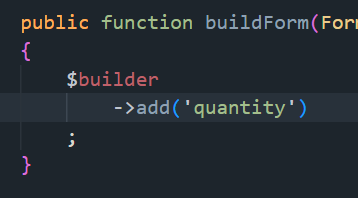 public function buildForm(For
{
$builder
->add('quantity')
;
}